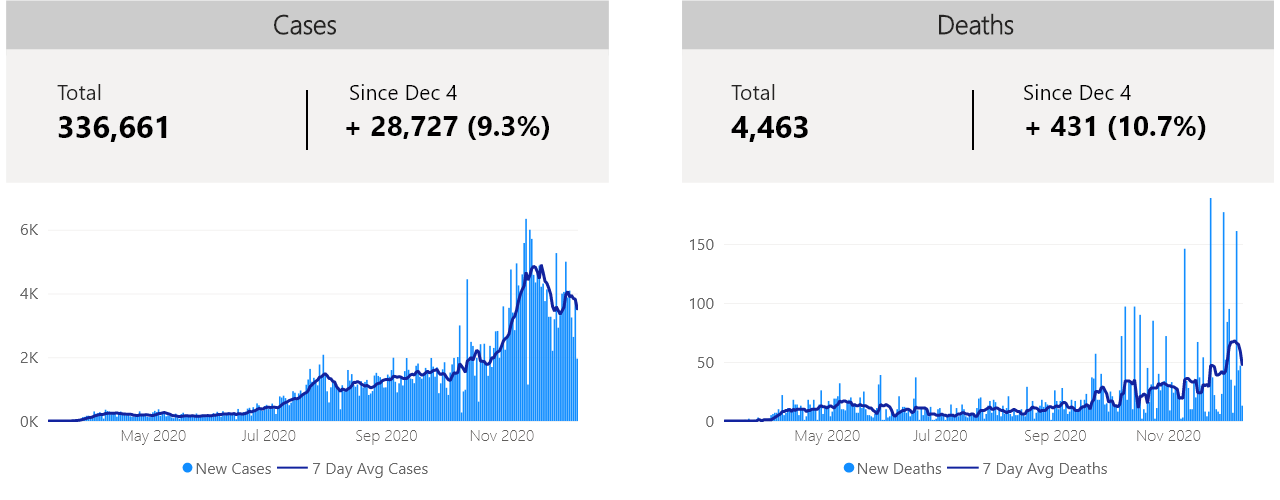 Cases
Total
Since Dec 4
336,661
+ 28,727 (9.3%)
6K
4K
2K
0K
May 2020
Jul 2020
Sep 2020
Nov 2020
New Cases
7 Day Avg Cases
Deaths
Total
Since Dec 4
4,463
+ 431 (10.7%)
150
100
50
0
May 2020
Jul 2020
Sep 2020
Nov 2020
New Deaths
7 Day Avg Deaths